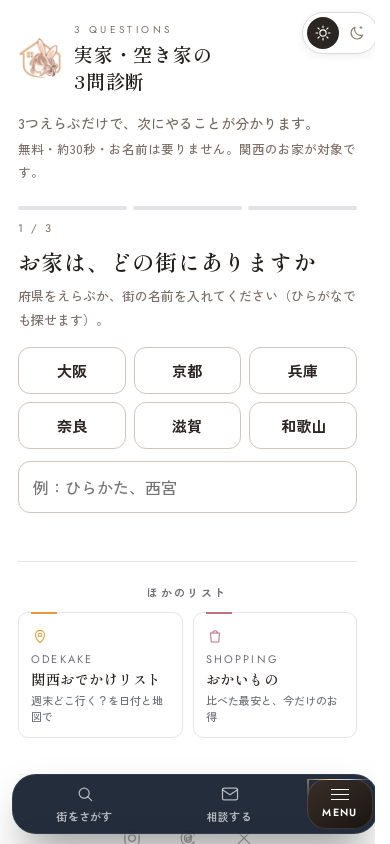 3 QUESTIONS
実家・空き家の
3問診断
3つえらぶだけで、次にやることが分かります。
無料・約30秒・お名前は要りません。関西のお家が対象で
す。
1 / 3
お家は、どの街にありますか
府県をえらぶか、街の名前を入れてください（ひらがなで
も探せます）。
大阪 京都 兵庫
奈良 滋賀 和歌山
例：ひらかた、西宮
ほかのリスト
ODEKAKE
関西おでかけリスト
週末どこ行く？を日付と地
図で
SHOPPING
おかいもの
比べた最安と、今だけのお
得
街をさがす 相談する MENU